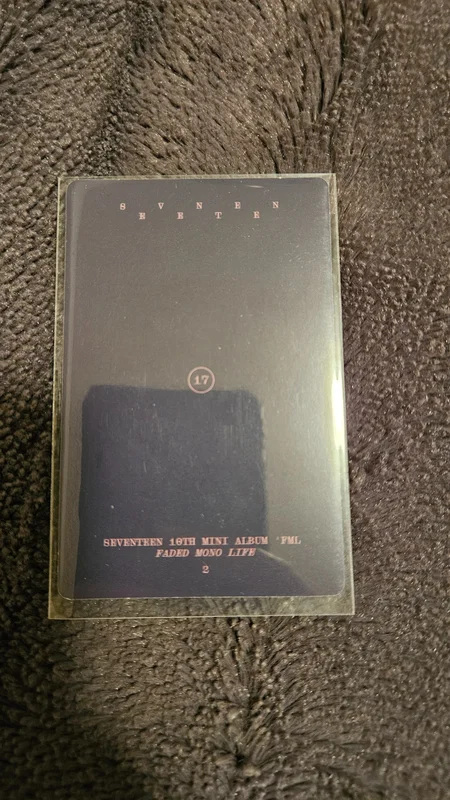 S V N E N
E E T E
17
SEVENTEEN 10TH MINI ALBUM 'FML
FADED MONO LIFE
2